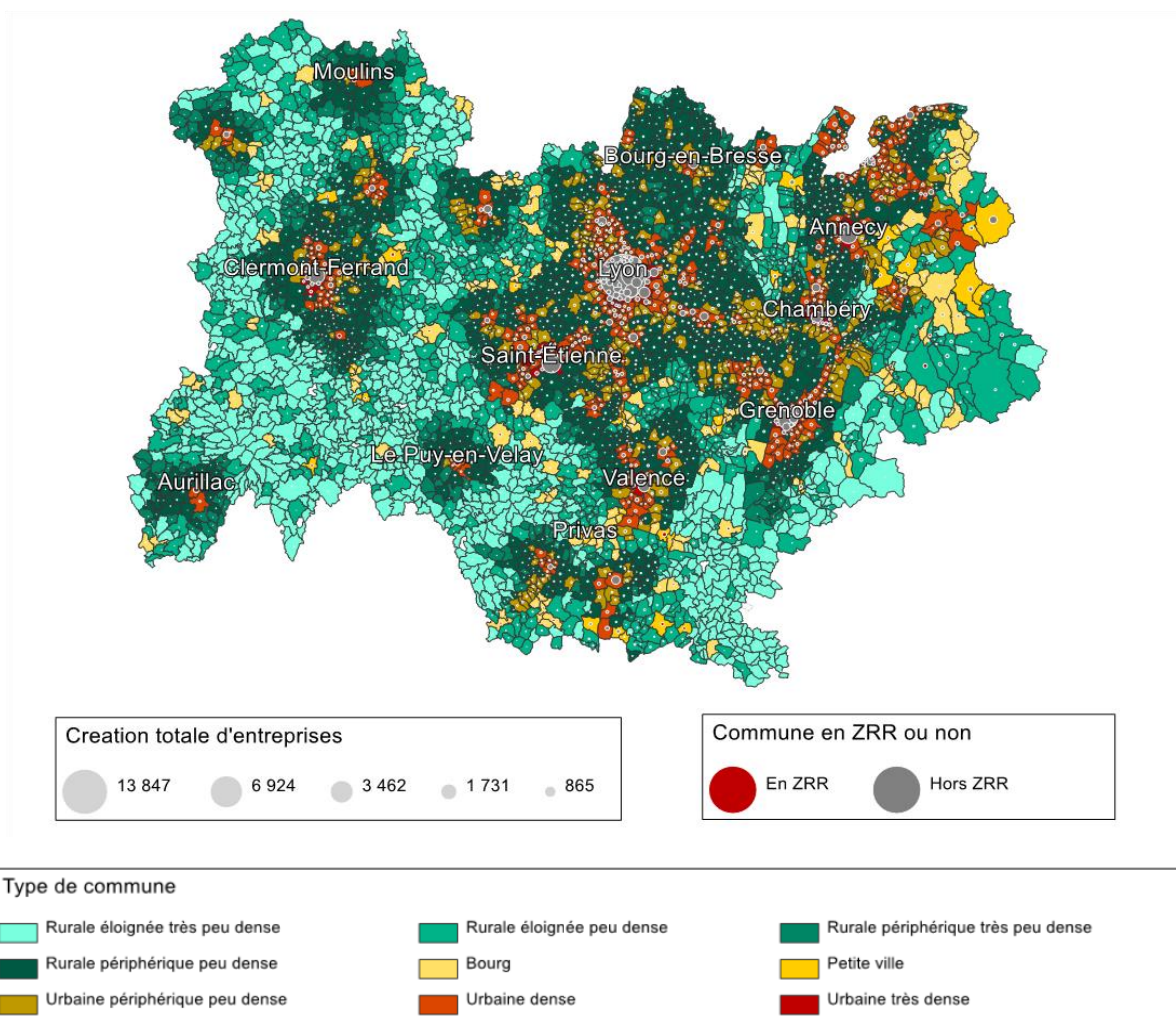 Moulins
Bourg-en-Bresse
Annecy
Clermont-Ferrand
Lyon
Chambéry
Saint-Étienne
Grenoble
Le Puy-en-Velay
Aurillac
Valence
Privas
Creation totale d'entreprises
13 847 6 924 3 462 1 731 865
Commune en ZRR ou non
En ZRR Hors ZRR
Type de commune
Rurale éloignée très peu dense Rurale éloignée peu dense Rurale périphérique très peu dense
Rurale périphérique peu dense Bourg Petite ville
Urbaine périphérique peu dense Urbaine dense Urbaine très dense